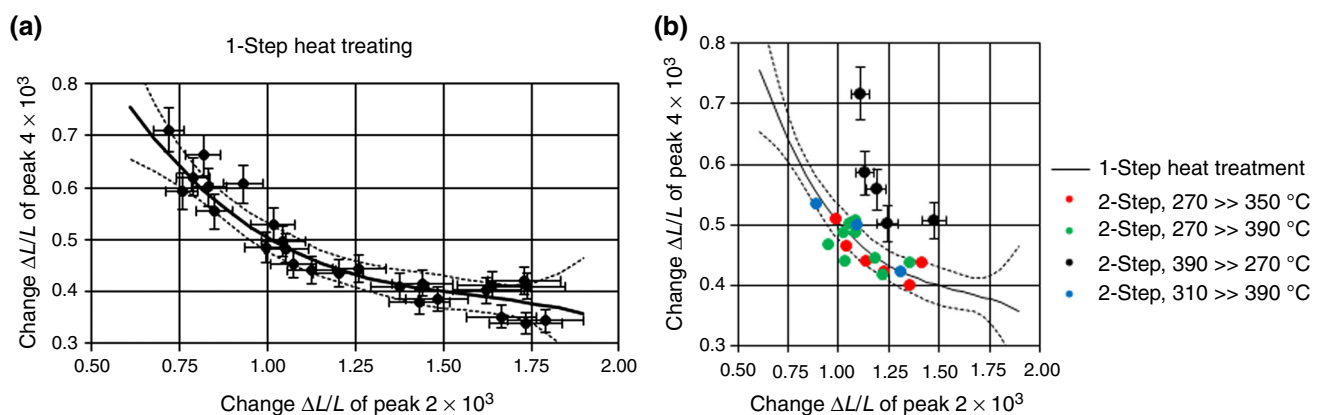 (a)
1-Step heat treating
Change ΔL/L of peak 4 × 10³
0.8
0.7
0.6
0.5
0.4
0.3
0.50 0.75 1.00 1.25 1.50 1.75 2.00
Change ΔL/L of peak 2 × 10³
(b)
Change ΔL/L of peak 4 × 10³
0.8
0.7
0.6
0.5
0.4
0.3
0.50 0.75 1.00 1.25 1.50 1.75 2.00
Change ΔL/L of peak 2 × 10³
1-Step heat treatment
2-Step, 270 >> 350 °C
2-Step, 270 >> 390 °C
2-Step, 390 >> 270 °C
2-Step, 310 >> 390 °C